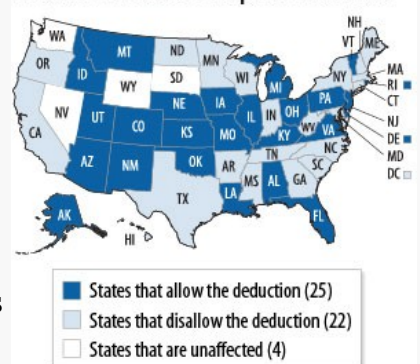 NH
WA
VT
ME
MT
ND
OR
MN
ID
SD
WI
NY
MA
WY
MI
RI
CT
IA
PA
NE
NV
OH
IL
IN
NJ
UT
CO
DE
CA
WV
VA
KS
MO
KY
MD
NC
DC
TN
OK
AZ
NM
AR
SC
MS
AL
GA
TX
LA
AK
FL
HI
s
States that allow the deduction (25)
States that disallow the deduction (22)
States that are unaffected (4)